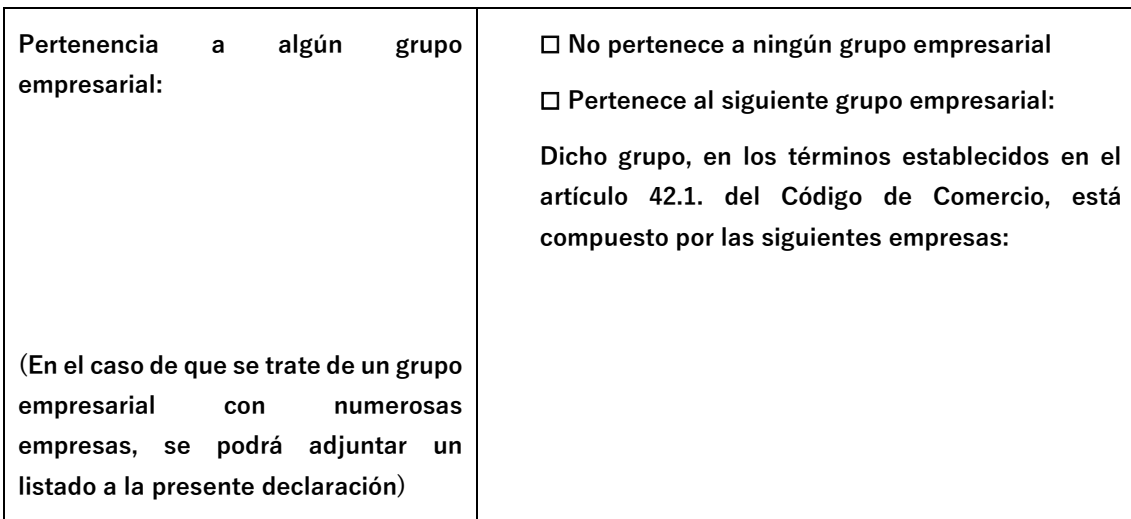 Pertenencia a algún grupo
empresarial:
(En el caso de que se trate de un grupo
empresarial con numerosas
empresas, se podrá adjuntar un
listado a la presente declaración)
☐ No pertenece a ningún grupo empresarial
☐ Pertenece al siguiente grupo empresarial:
Dicho grupo, en los términos establecidos en el
artículo 42.1. del Código de Comercio, está
compuesto por las siguientes empresas: